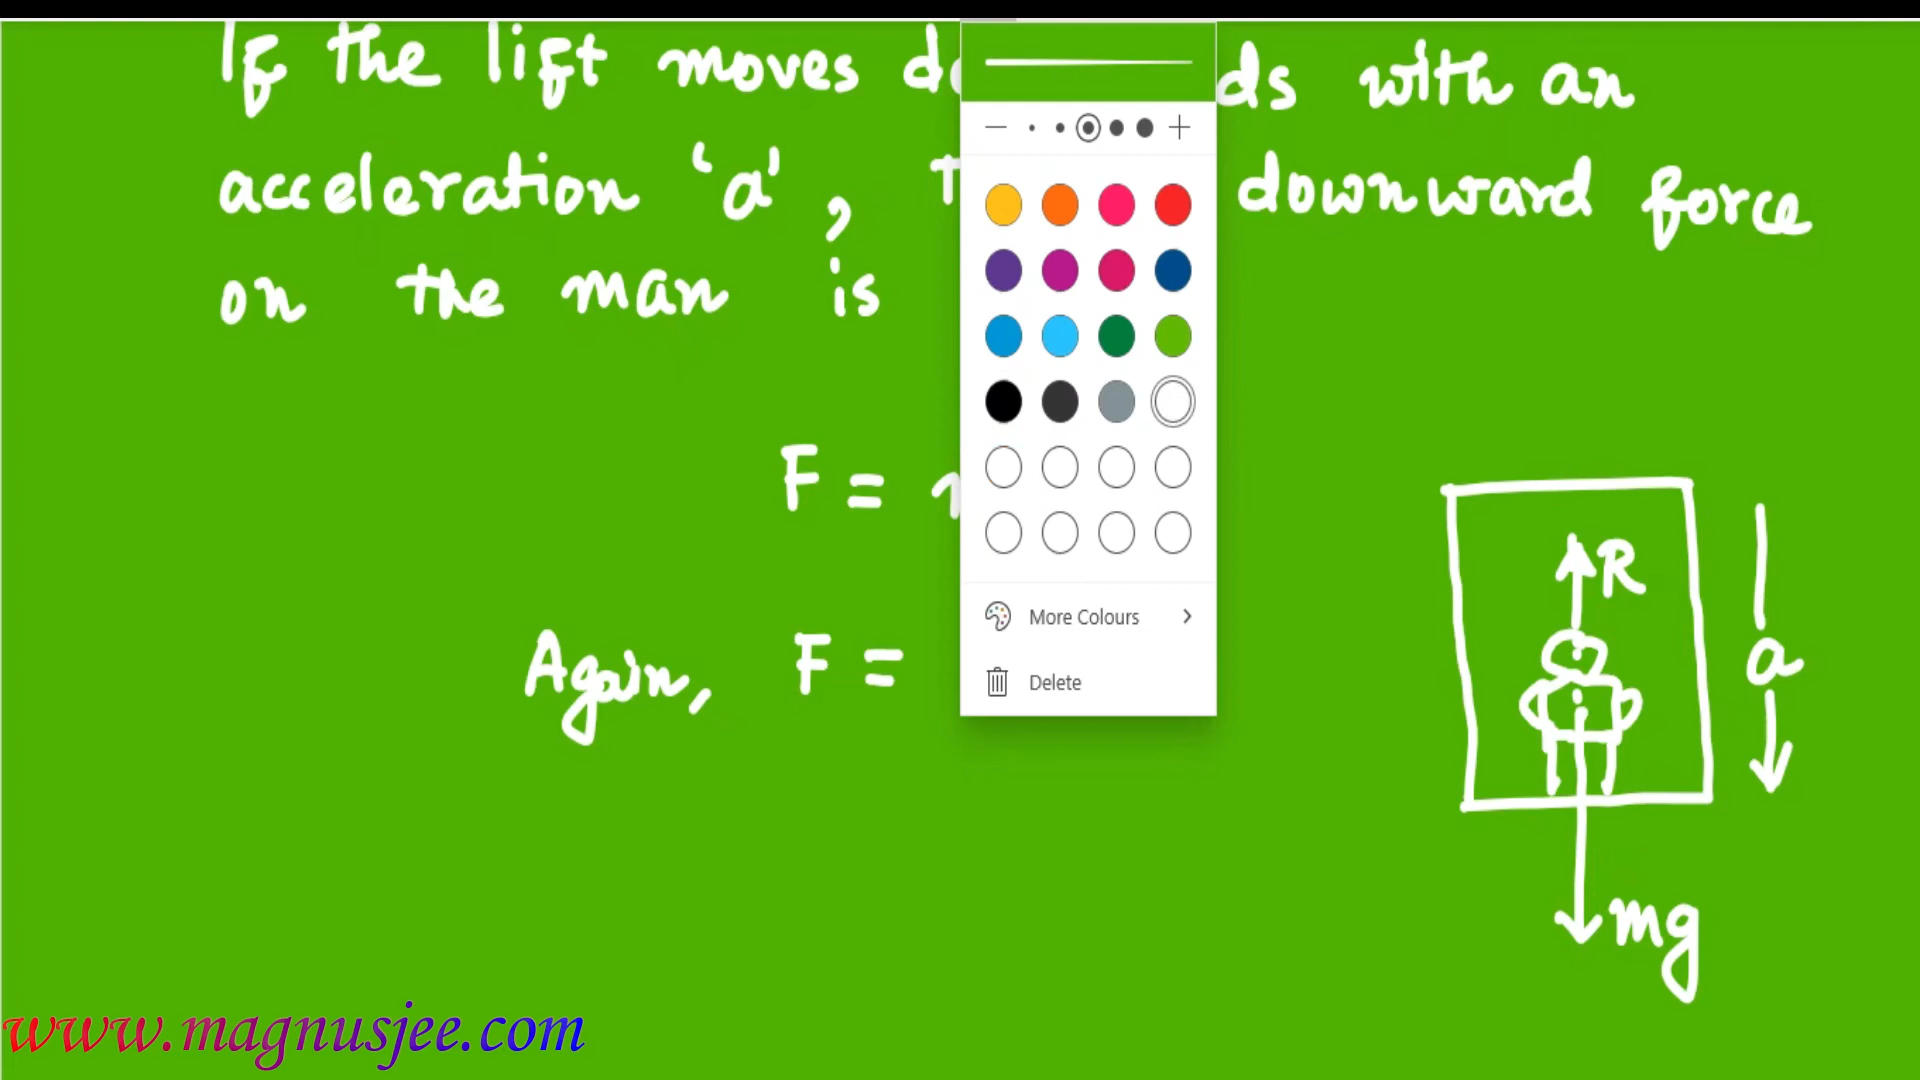 If the lift moves ds with an
acceleration 'a', downward force
on the man is
F =
R
More Colours
a
Again, F =
Delete
mg
www.magnusjee.com